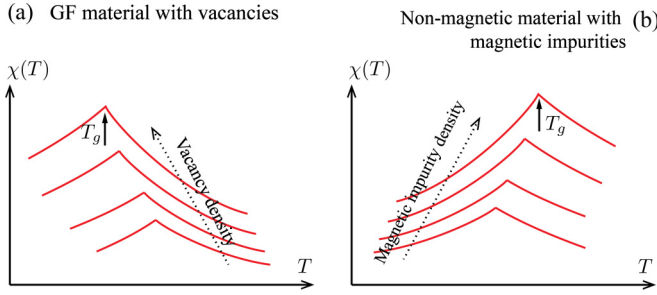 (a) GF material with vacancies
Non-magnetic material with (b)
magnetic impurities
χ(T)
T_g
Vacancy density
T
χ(T)
T_g
Magnetic impurity density
T